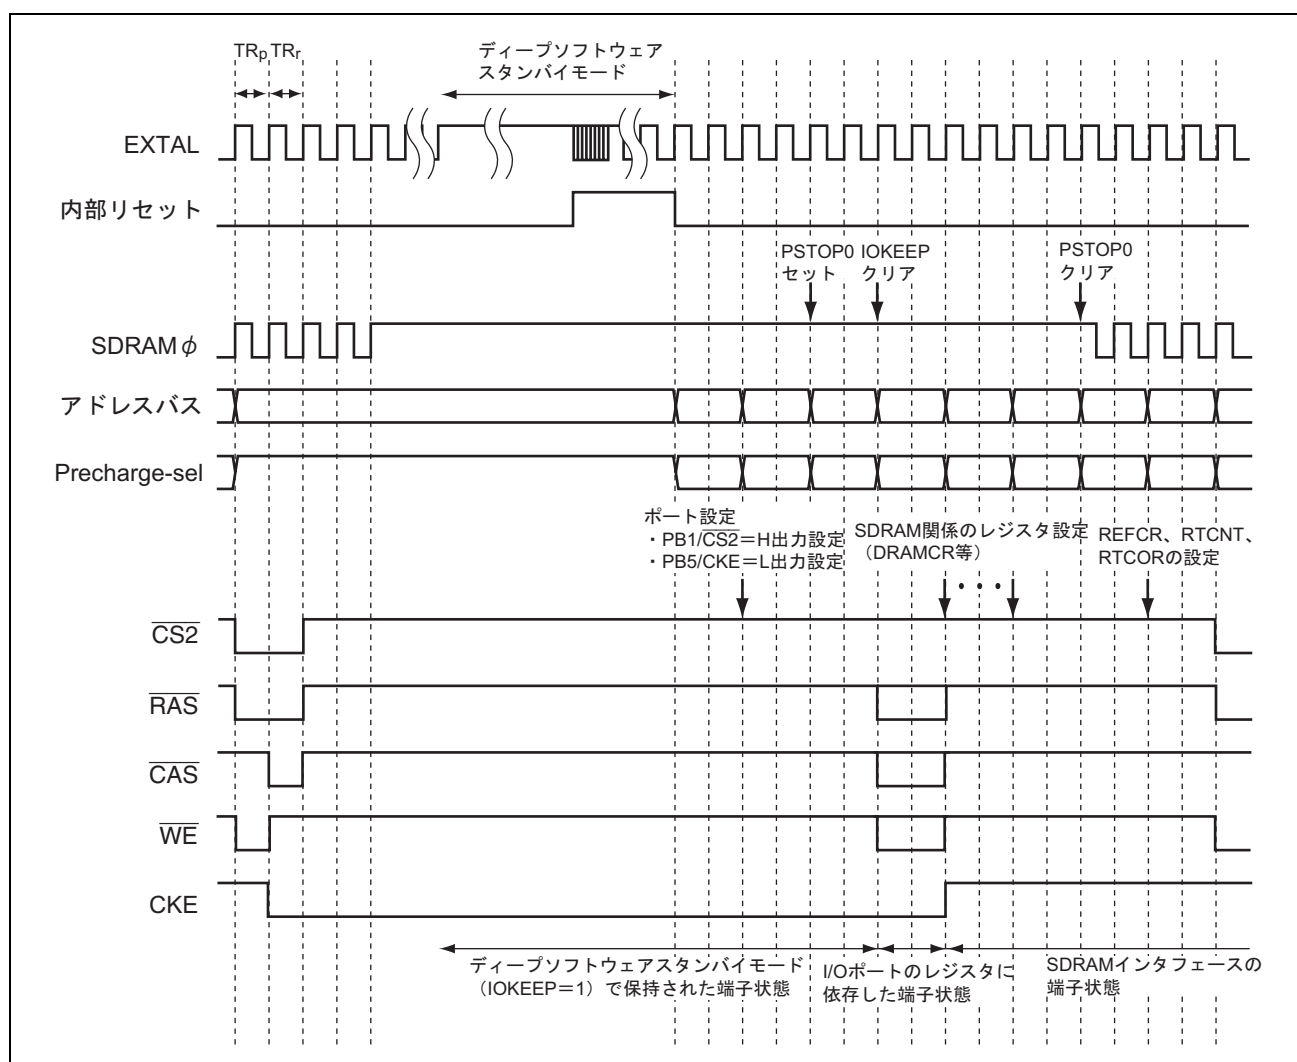 TRp TRr
ディープソフトウェア
スタンバイモード
EXTAL
内部リセット
PSTOP0
セット
IOKEEP
クリア
PSTOP0
クリア
SDRAMφ
アドレスバス
Precharge-sel
ポート設定
・PB1/CS2＝H出力設定
・PB5/CKE＝L出力設定
SDRAM関係のレジスタ設定
（DRAMCR等）
REFCR、RTCNT、
RTCORの設定
CS2
RAS
CAS
WE
CKE
ディープソフトウェアスタンバイモード
（IOKEEP＝1）で保持された端子状態
I/Oポートのレジスタに
依存した端子状態
SDRAMインタフェースの
端子状態